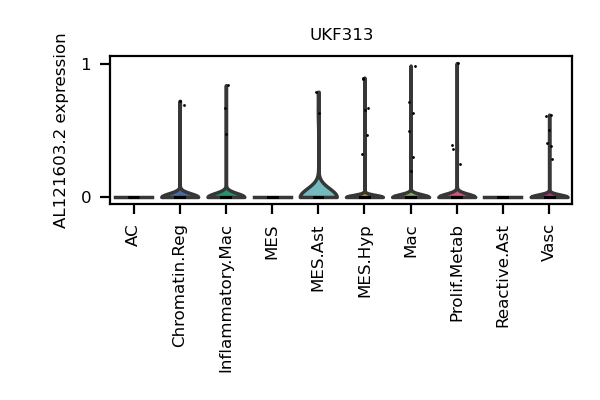 UKF313
AL121603.2 expression
1
0
AC
Chromatin.Reg
Inflammatory.Mac
MES
MES.Ast
MES.Hyp
Mac
Prolif.Metab
Reactive.Ast
Vasc